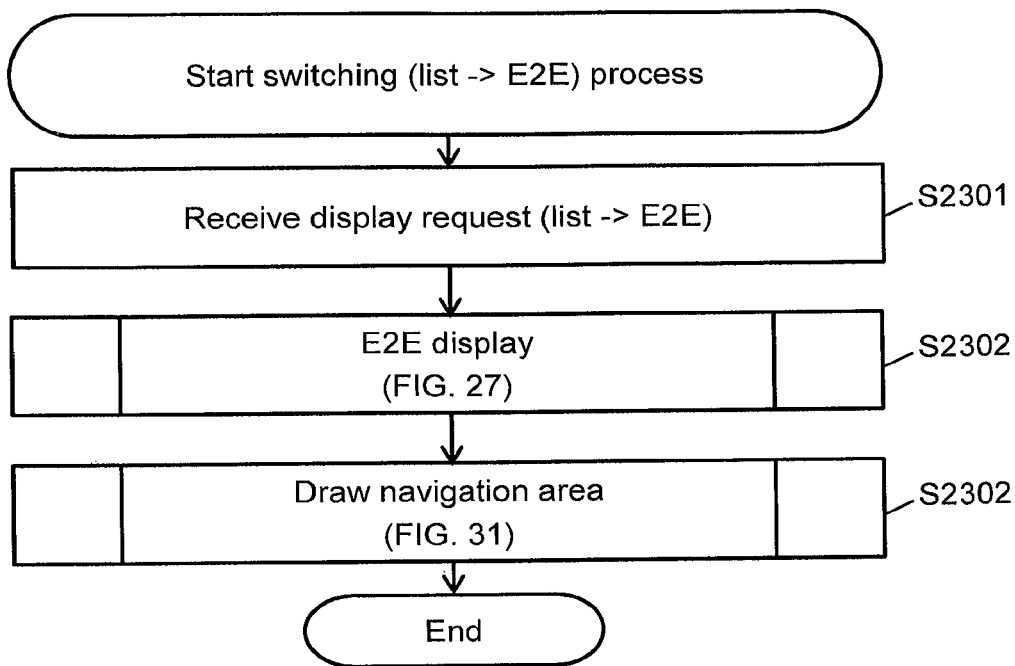 Start switching (list -> E2E) process
Receive display request (list -> E2E)
S2301
E2E display
(FIG. 27)
S2302
Draw navigation area
(FIG. 31)
S2302
End